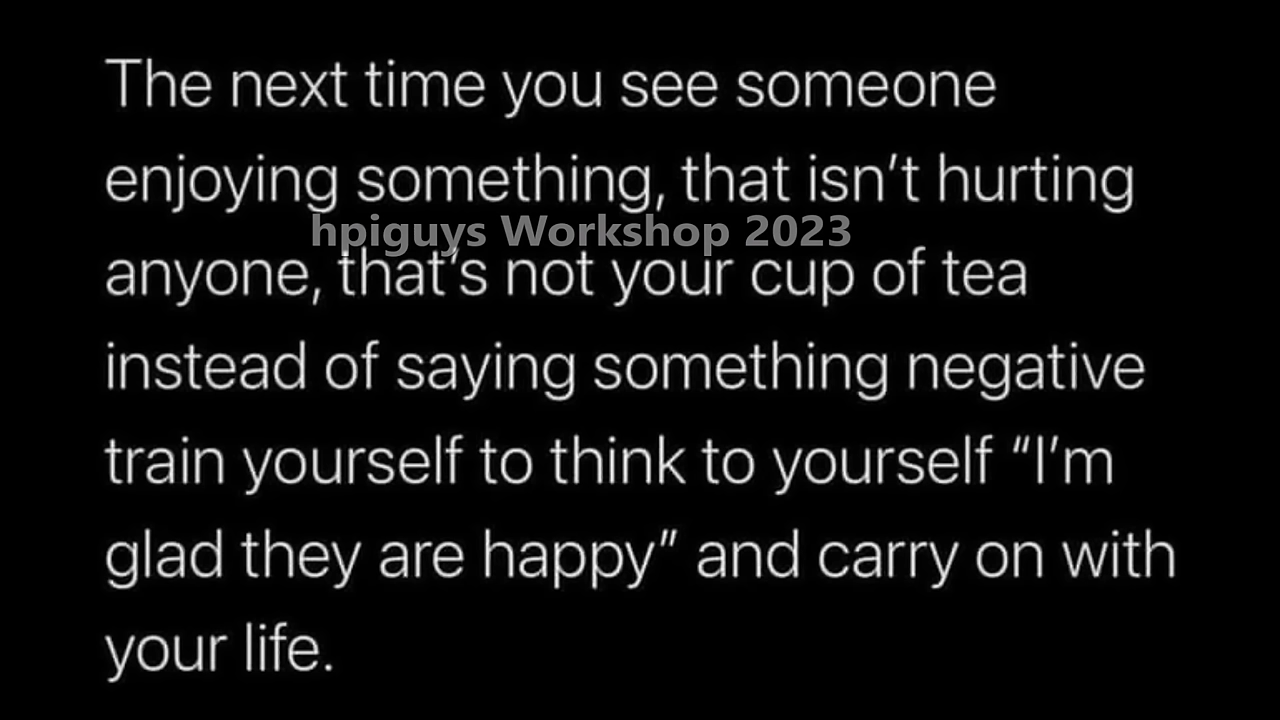 The next time you see someone
enjoying something, that isn’t hurting
hpiguys Workshop 2023
anyone, that’s not your cup of tea
instead of saying something negative
train yourself to think to yourself “I’m
glad they are happy” and carry on with
your life.